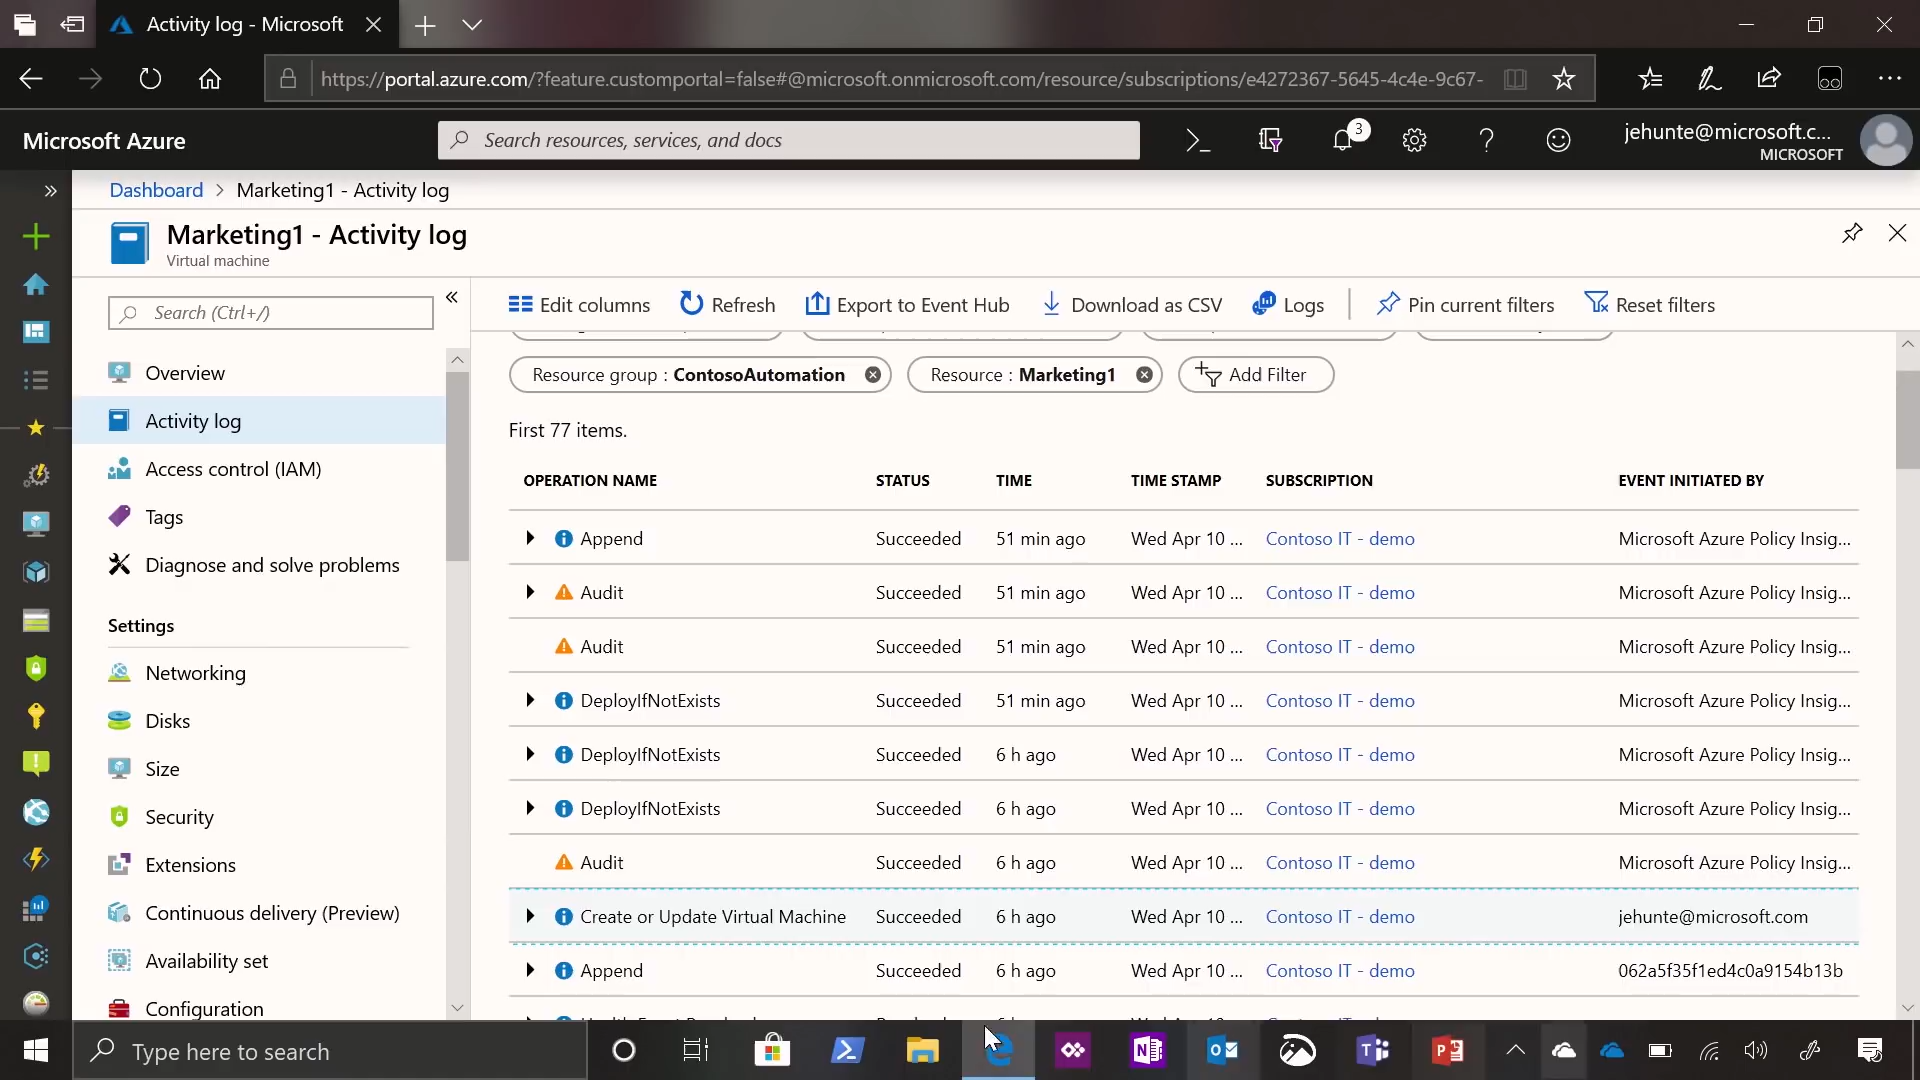 Activity log - Microsoft
https://portal.azure.com/?feature.customportal=false#@microsoft.onmicrosoft.com/resource/subscriptions/e4272367-5645-4c4e-9c67-
Microsoft Azure
Search resources, services, and docs
3
jehunte@microsoft.c...
MICROSOFT
Dashboard > Marketing1 - Activity log
Marketing1 - Activity log
Virtual machine
Search (Ctrl+/)
Edit columns Refresh Export to Event Hub Download as CSV Logs Pin current filters Reset filters
Overview
Activity log
Access control (IAM)
Tags
Diagnose and solve problems
Settings
Networking
Disks
Size
Security
Extensions
Continuous delivery (Preview)
Availability set
Configuration
Resource group : ContosoAutomation Resource : Marketing1 Add Filter
First 77 items.
OPERATION NAME STATUS TIME TIME STAMP SUBSCRIPTION EVENT INITIATED BY
Append Succeeded 51 min ago Wed Apr 10 ... Contoso IT - demo Microsoft Azure Policy Insig...
Audit Succeeded 51 min ago Wed Apr 10 ... Contoso IT - demo Microsoft Azure Policy Insig...
Audit Succeeded 51 min ago Wed Apr 10 ... Contoso IT - demo Microsoft Azure Policy Insig...
DeployIfNotExists Succeeded 51 min ago Wed Apr 10 ... Contoso IT - demo Microsoft Azure Policy Insig...
DeployIfNotExists Succeeded 6 h ago Wed Apr 10 ... Contoso IT - demo Microsoft Azure Policy Insig...
DeployIfNotExists Succeeded 6 h ago Wed Apr 10 ... Contoso IT - demo Microsoft Azure Policy Insig...
Audit Succeeded 6 h ago Wed Apr 10 ... Contoso IT - demo Microsoft Azure Policy Insig...
Create or Update Virtual Machine Succeeded 6 h ago Wed Apr 10 ... Contoso IT - demo jehunte@microsoft.com
Append Succeeded 6 h ago Wed Apr 10 ... Contoso IT - demo 062a5f35f1ed4c0a9154b13b
Type here to search